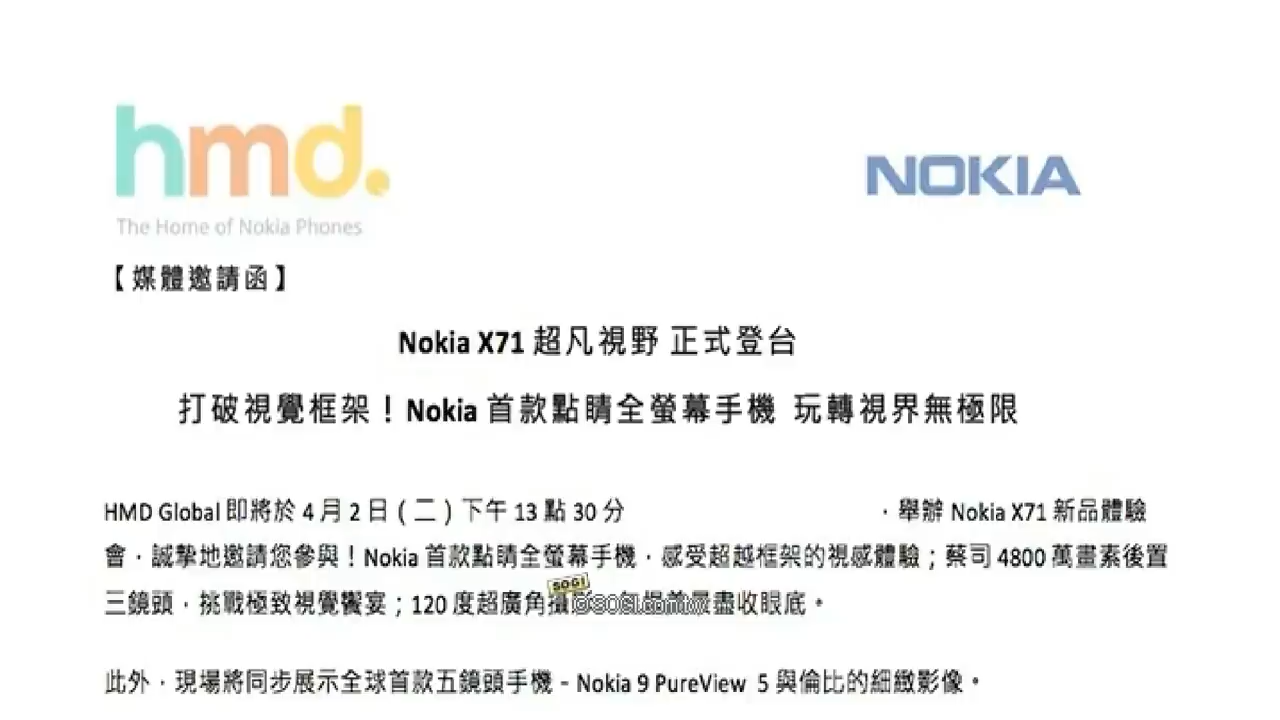 hmd.
NOKIA
The Home of Nokia Phones
【媒體邀請函】
Nokia X71 超凡視野 正式登台
打破視覺框架！Nokia 首款點睛全螢幕手機 玩轉視界無極限
HMD Global 即將於 4 月 2 日 ( 二 ) 下午 13 點 30 分 ，舉辦 Nokia X71 新品體驗
會，誠摯地邀請您參與！Nokia 首款點睛全螢幕手機，感受超越框架的視感體驗；蔡司 4800 萬畫素後置
三鏡頭，挑戰極致視覺饗宴；120 度超廣角攝 盡收眼底。
SOGI
此外，現場將同步展示全球首款五鏡頭手機 – Nokia 9 PureView 5 與倫比的細緻影像。